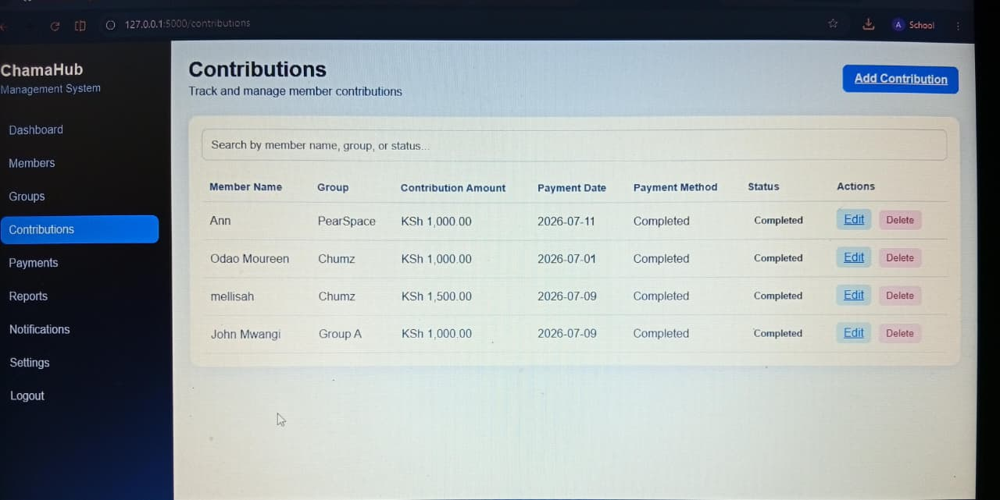 127.0.0.1:5000/contributions
A School
ChamaHub
Management System
Dashboard
Members
Groups
Contributions
Payments
Reports
Notifications
Settings
Logout
Contributions
Track and manage member contributions
Add Contribution
Search by member name, group, or status...
Member Name Group Contribution Amount Payment Date Payment Method Status Actions
Ann PearSpace KSh 1,000.00 2026-07-11 Completed Completed Edit Delete
Odao Moureen Chumz KSh 1,000.00 2026-07-01 Completed Completed Edit Delete
mellisah Chumz KSh 1,500.00 2026-07-09 Completed Completed Edit Delete
John Mwangi Group A KSh 1,000.00 2026-07-09 Completed Completed Edit Delete